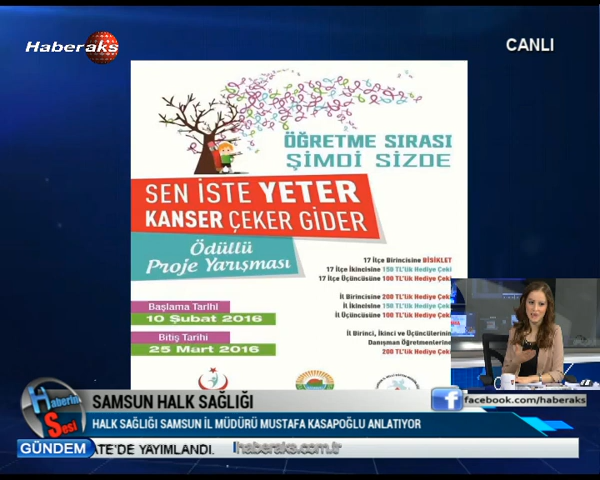 Haberaks
CANLI
ÖĞRETME SIRASI
ŞİMDİ SİZDE
SEN İSTE YETER
KANSER ÇEKER GİDER
Ödüllü
Proje Yarışması
17 İlçe Birincisine BİSİKLET
17 İlçe İkincisine 150 TL'lik Hediye Çeki
17 İlçe Üçüncüsüne 100 TL'lik Hediye Çeki
İl Birincisine 200 TL'lik Hediye Çeki
İl İkincisine 150 TL'lik Hediye Çeki
İl Üçüncüsüne 100 TL'lik Hediye Çeki
İl Birinci, İkinci ve Üçüncülerinin
Danışman Öğretmenlerine
200 TL'lik Hediye Çeki
Başlama Tarihi
10 Şubat 2016
Bitiş Tarihi
25 Mart 2016
Haberin
Sesi
SAMSUN HALK SAĞLIĞI
facebook.com/haberaks
HALK SAĞLIĞI SAMSUN İL MÜDÜRÜ MUSTAFA KASAPOĞLU ANLATIYOR
GÜNDEM
ATE'DE YAYIMLANDI.
haberaks.com.tr